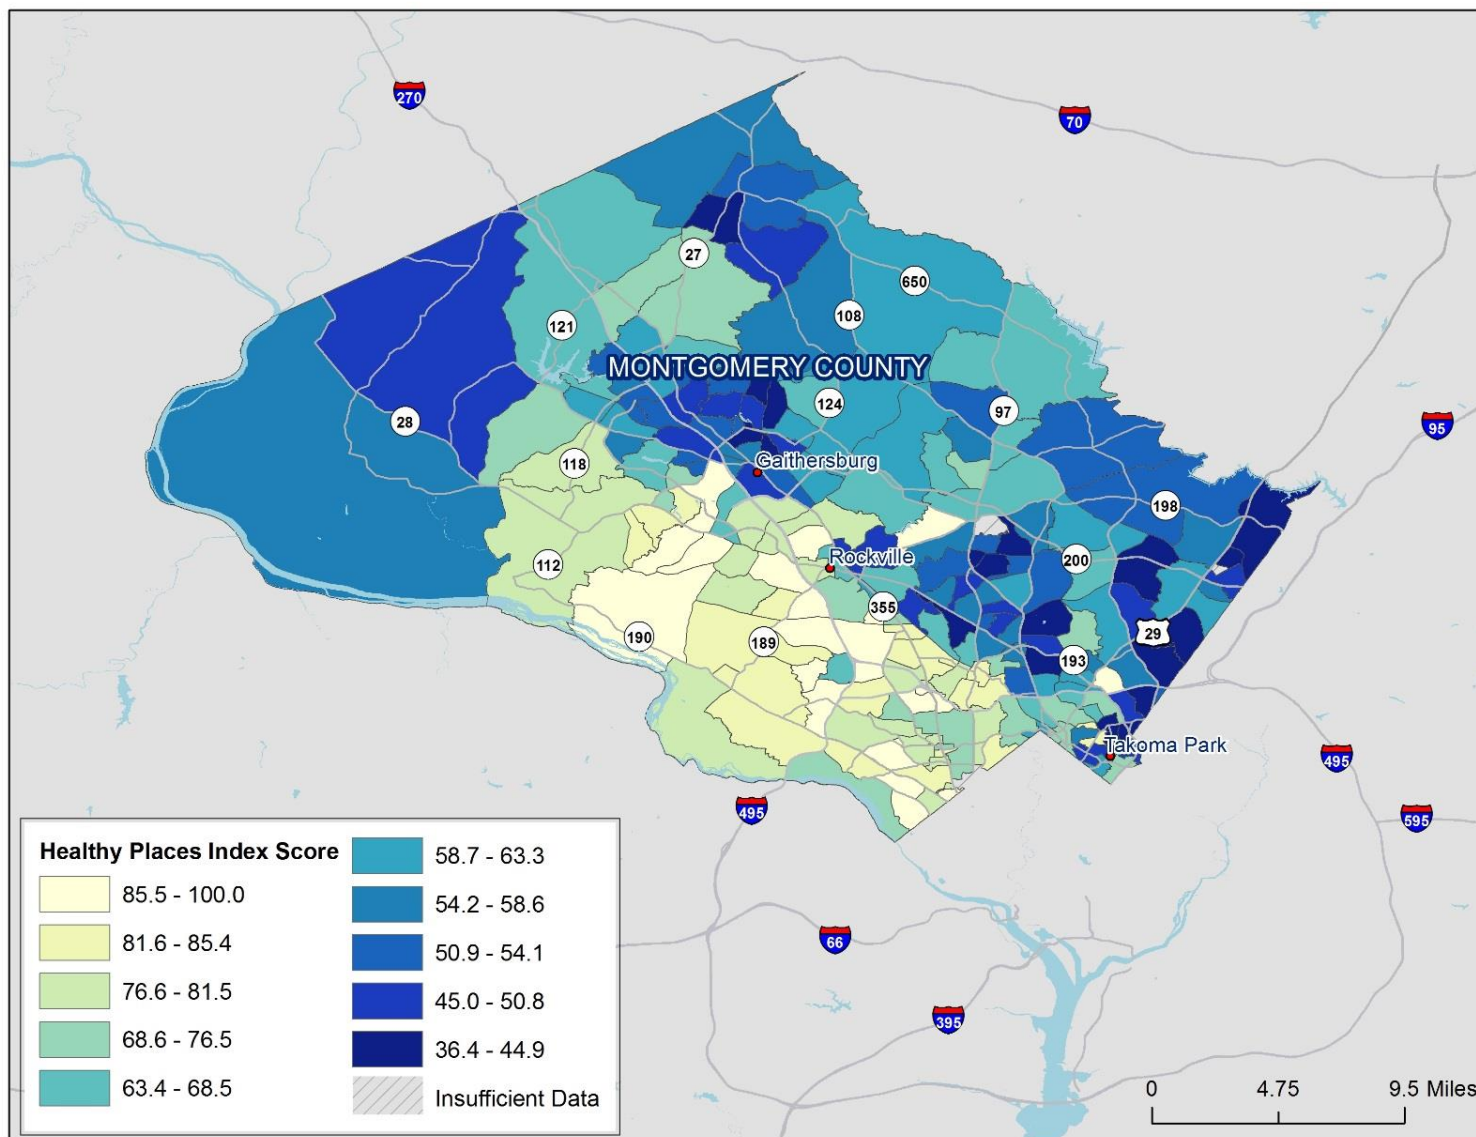 270
70
27
650
108
121
MONTGOMERY COUNTY
124
97
28
95
118
Gaithersburg
198
Rockville
200
112
355
190
189
29
193
Takoma Park
495
495
595
66
395
Healthy Places Index Score
85.5 - 100.0
81.6 - 85.4
76.6 - 81.5
68.6 - 76.5
63.4 - 68.5
58.7 - 63.3
54.2 - 58.6
50.9 - 54.1
45.0 - 50.8
36.4 - 44.9
Insufficient Data
0 4.75 9.5 Miles